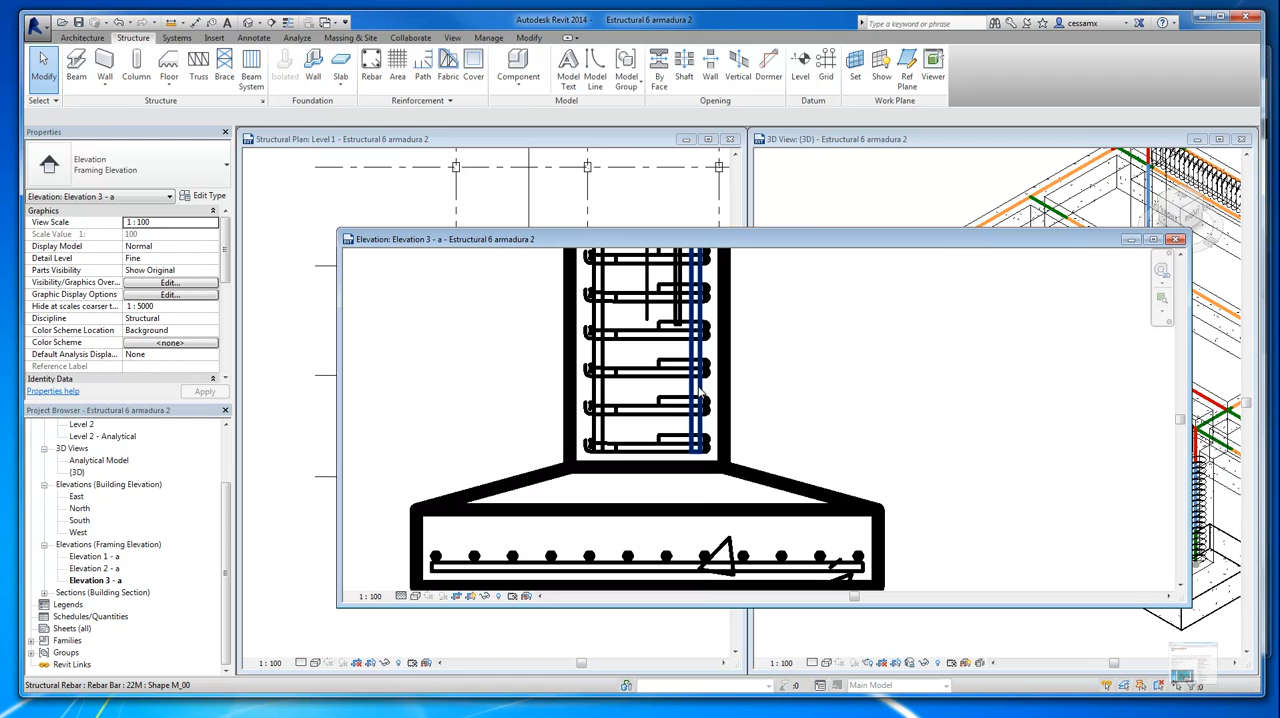 Autodesk Revit 2014 - Estructural 6 armadura 2
Type a keyword or phrase
cessamx
Architecture Structure Systems Insert Annotate Analyze Massing & Site Collaborate View Manage Modify
Modify Beam Wall Column Floor Truss Brace Beam System Isolated Wall Slab Rebar Area Path Fabric Cover Component Model Text Model Line Model Group By Face Shaft Wall Vertical Dormer Level Grid Set Show Ref Plane Viewer
Select Structure Foundation Reinforcement Model Opening Datum Work Plane
Properties
Elevation
Framing Elevation
Elevation: Elevation 3 - a Edit Type
Graphics
View Scale 1 : 100
Scale Value 1: 100
Display Model Normal
Detail Level Fine
Parts Visibility Show Original
Visibility/Graphics Over... Edit...
Graphic Display Options Edit...
Hide at scales coarser t... 1 : 5000
Discipline Structural
Color Scheme Location Background
Color Scheme <none>
Default Analysis Displa... None
Reference Label
Identity Data
Properties help Apply
Project Browser - Estructural 6 armadura 2
Level 2
Level 2 - Analytical
3D Views
Analytical Model
{3D}
Elevations (Building Elevation)
East
North
South
West
Elevations (Framing Elevation)
Elevation 1 - a
Elevation 2 - a
Elevation 3 - a
Sections (Building Section)
Legends
Schedules/Quantities
Sheets (all)
Families
Groups
Revit Links
Structural Plan: Level 1 - Estructural 6 armadura 2
3D View: {3D} - Estructural 6 armadura 2
Elevation: Elevation 3 - a - Estructural 6 armadura 2
1 : 100
1 : 100
1 : 100
Structural Rebar : Rebar Bar : 22M : Shape M_00
:0
Main Model
:0